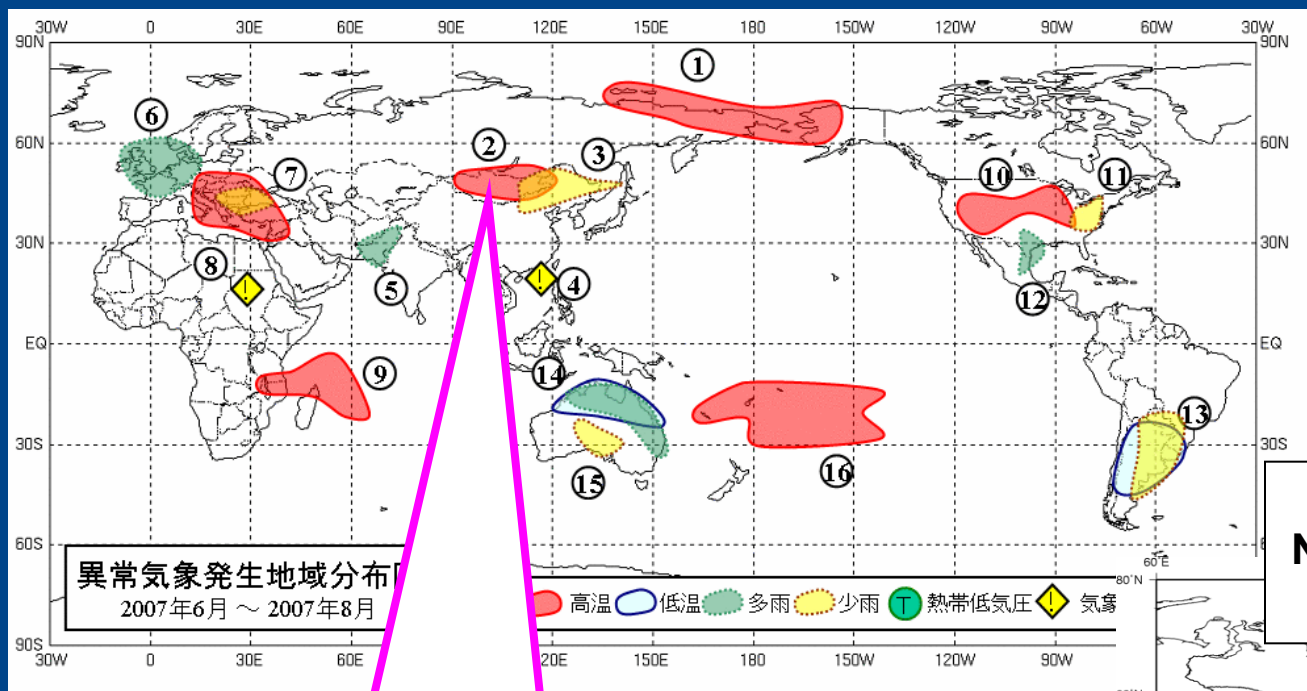 30W 0 30E 60E 90E 120E 150E 180 150W 120W 90W 60W 30W
90N 90N
60N 60N
30N 30N
EQ EQ
30S 30S
60S
90S
① ② ③ ④ ⑤ ⑥ ⑦ ⑧ ⑨ ⑩ ⑪ ⑫ ⑬ ⑭ ⑮ ⑯
異常気象発生地域分布
2007年6月 ~ 2007年8月
高温 低温 多雨 少雨 T 熱帯低気圧 ! 気象
30W 0 30E 60E 120E 150E 180 150W 120W 90W
N
60°E
80°N